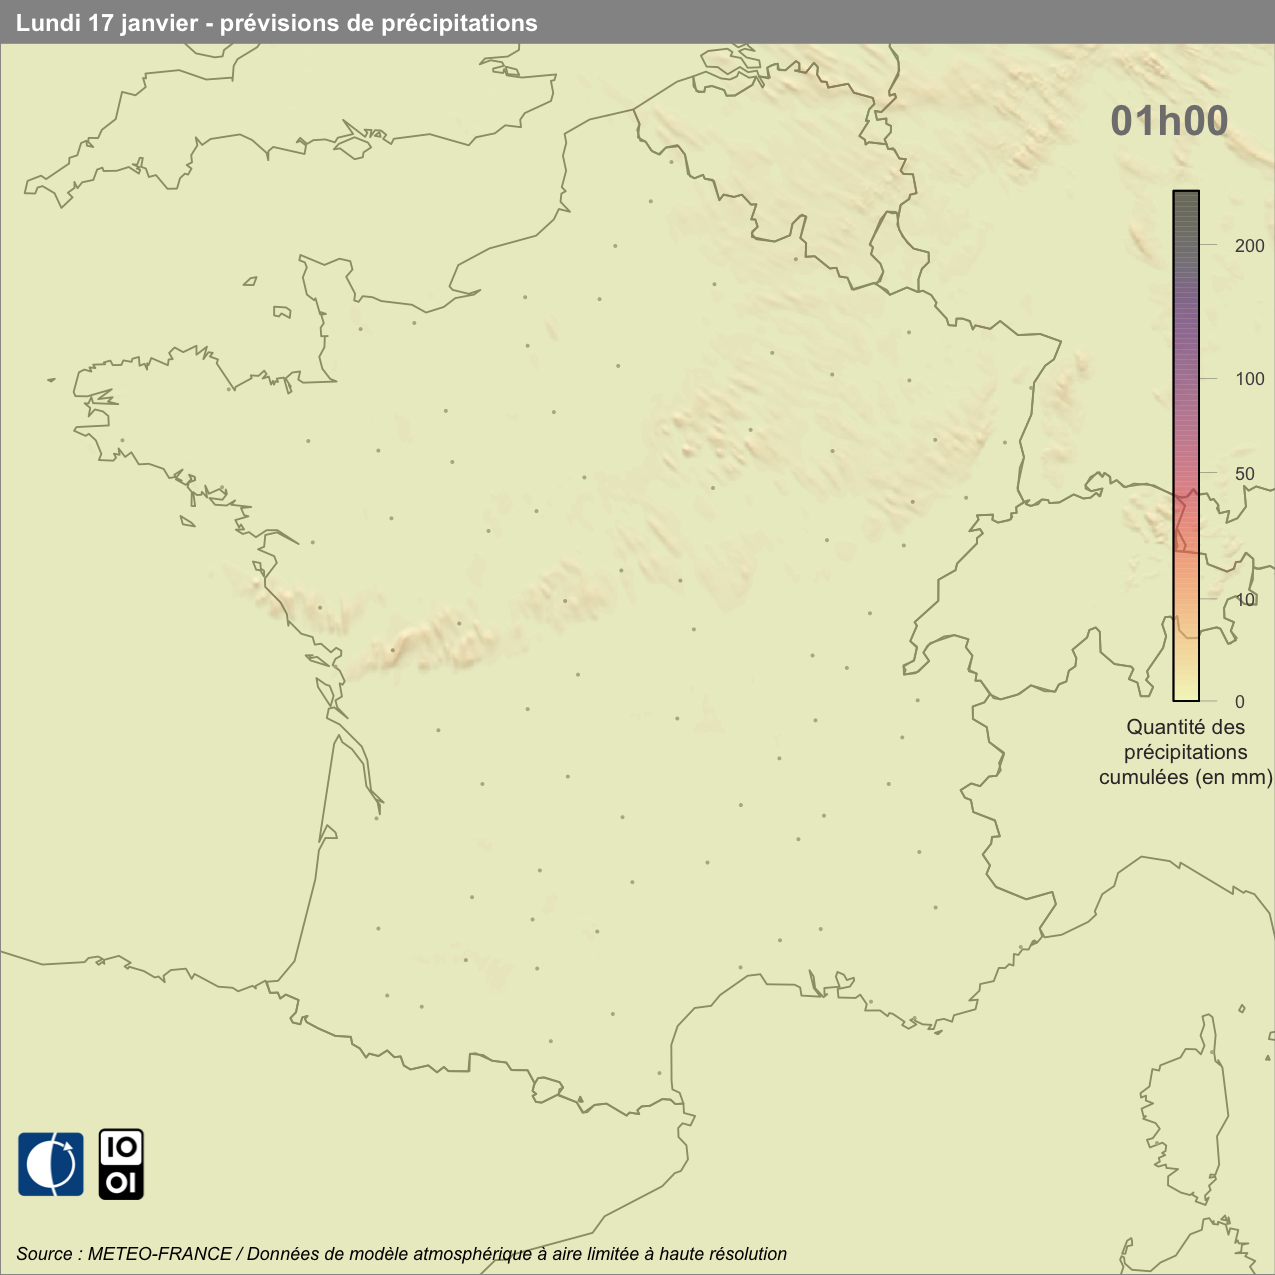 Lundi 17 janvier - prévisions de précipitations
01h00
200
100
50
10
0
Quantité des
précipitations
cumulées (en mm)
IO
OI
Source : METEO-FRANCE / Données de modèle atmosphérique à aire limitée à haute résolution